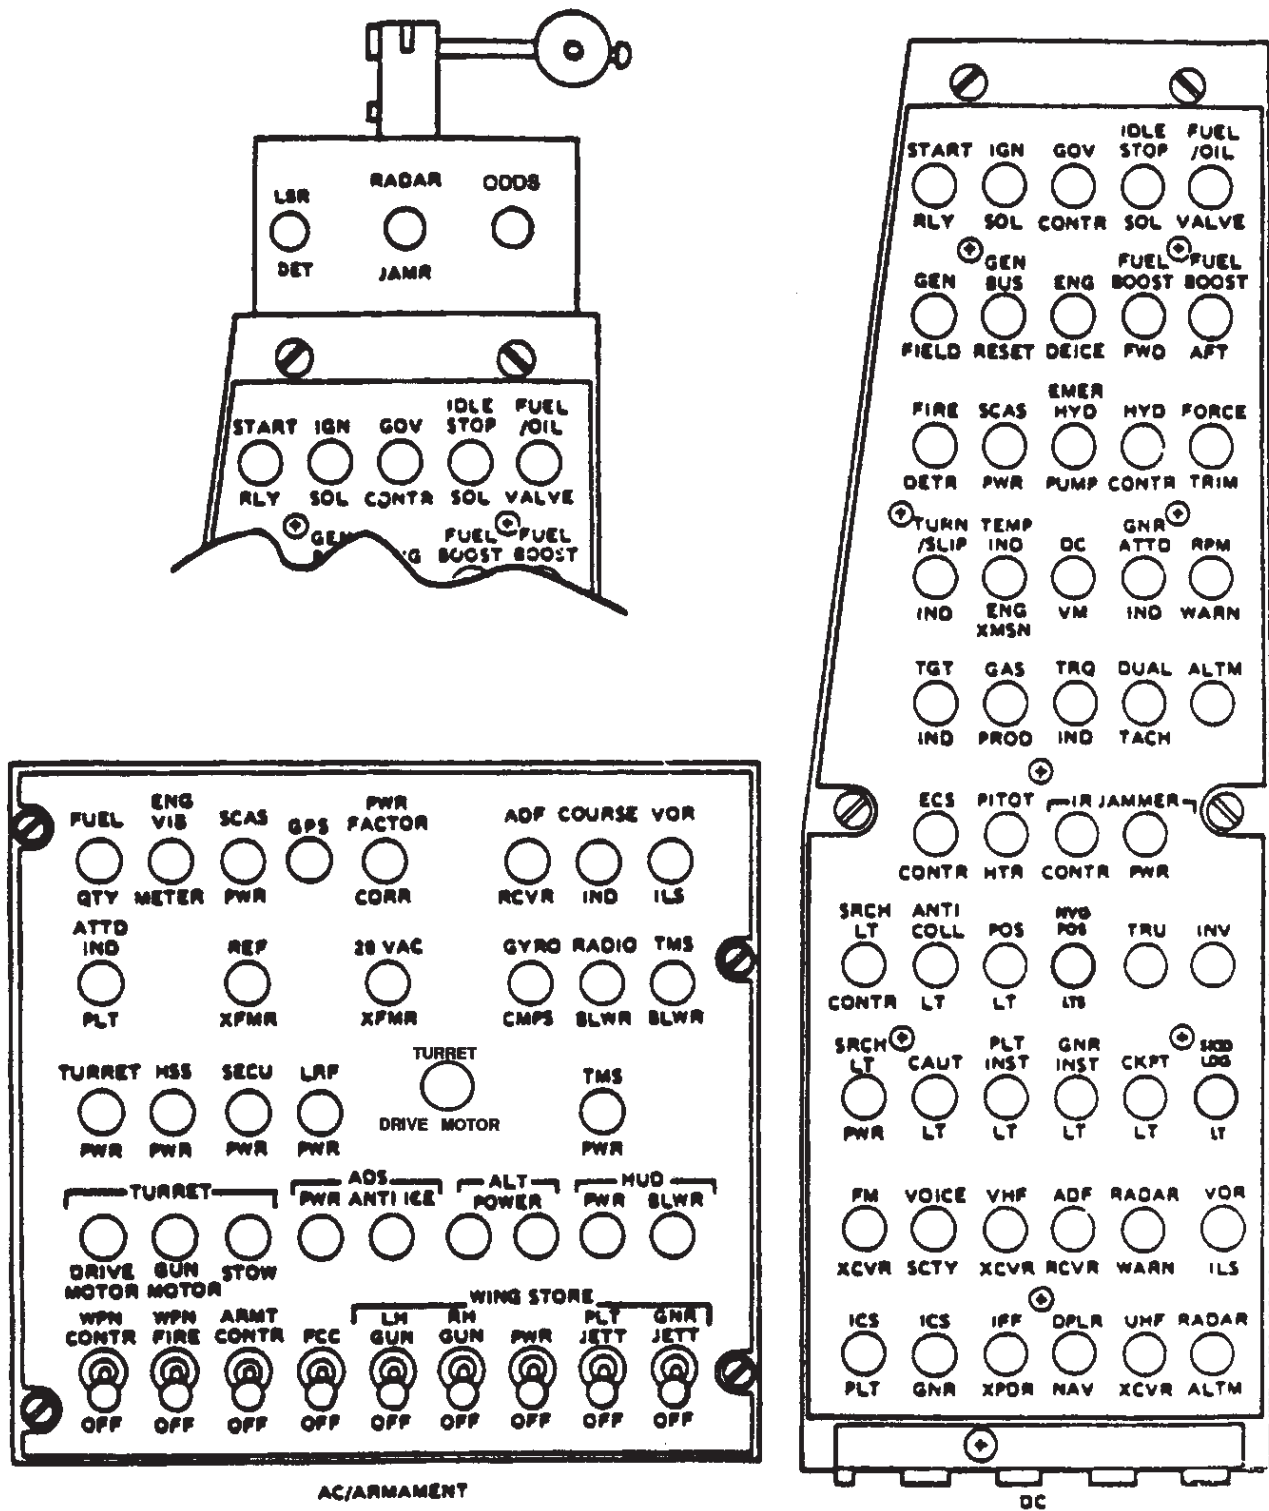 LSR RADAR ODDS
DET JAMR
START IGN GOV IDLE STOP FUEL /OIL
RLY SOL CONTR SOL VALVE
GEN FUEL BOOST FUEL BOOST
FUEL ENG VIB SCAS GPS PWR FACTOR ADF COURSE VOR
QTY METER PWR CORR RCVR IND ILS
ATTD IND REF 28 VAC GYRO RADIO TMS
PLT XFMR XFMR CMPS BLWR BLWR
TURRET HSS SECU LRF TURRET TMS
DRIVE MOTOR
PWR PWR PWR PWR PWR
TURRET ADS ALT HUD
PWR ANTI ICE POWER PWR BLWR
DRIVE MOTOR GUN MOTOR STOW
WING STORE
WPN CONTR WPN FIRE ARMT CONTR FCC LH GUN RH GUN PWR PLT JETT GNR JETT
OFF OFF OFF OFF OFF OFF OFF OFF OFF
AC/ARMAMENT
START IGN GOV IDLE STOP FUEL /OIL
RLY SOL CONTR SOL VALVE
GEN GEN BUS ENG FUEL BOOST FUEL BOOST
FIELD RESET DEICE FWD AFT
FIRE SCAS EMER HYD HYD FORCE
DETR PWR PUMP CONTR TRIM
TURN /SLIP TEMP IND DC GNR ATTD RPM
IND ENG XMSN VM IND WARN
TGT GAS TRQ DUAL ALTM
IND PROD IND TACH
ECS PITOT IR JAMMER
CONTR HTR CONTR PWR
SRCH LT ANTI COLL POS NVG POS TRU INV
CONTR LT LT LTS
SRCH LT CAUT PLT INST GNR INST CKPT LDG
PWR LT LT LT LT LT
FM VOICE VHF ADF RADAR VOR
XCVR SCTY XCVR RCVR WARN ILS
ICS ICS IFF DPLR UHF RADAR
PLT GNR XPDR NAV XCVR ALTM
DC